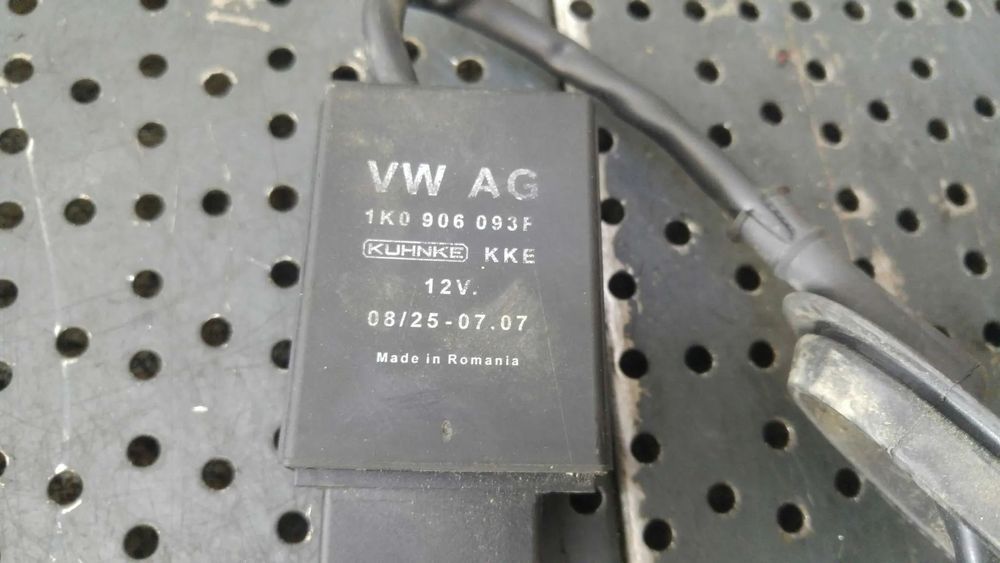 VW AG
1K0 906 093F
KUHNKE KKE
12V.
08/25-07.07
Made in Romania